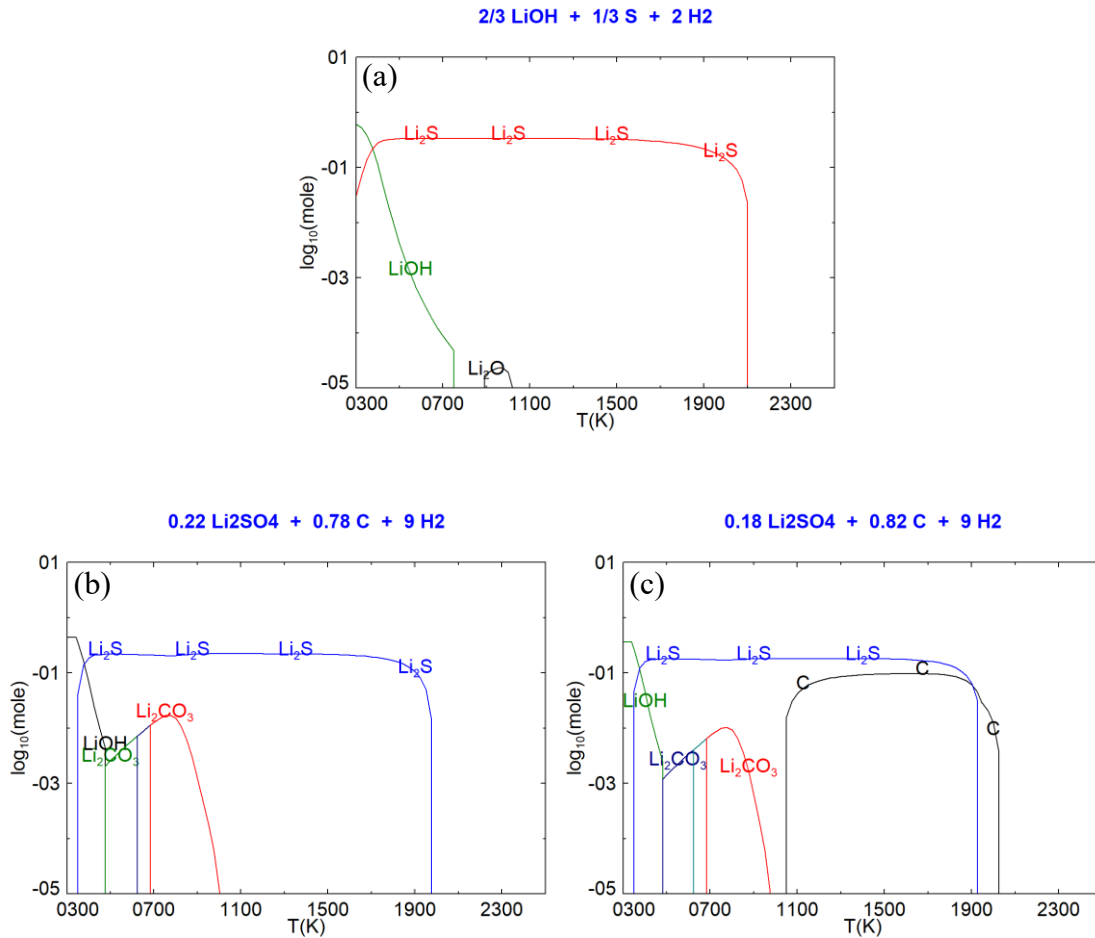 2/3 LiOH + 1/3 S + 2 H2
(a)
01
-01
-03
-05
log₁₀(mole)
Li₂S Li₂S Li₂S Li₂S
LiOH
Li₂O
0300 0700 1100 1500 1900 2300
T(K)
0.22 Li2SO4 + 0.78 C + 9 H2
(b)
01
-01
-03
-05
log₁₀(mole)
Li₂S Li₂S Li₂S Li₂S
Li₂CO₃
LiOH
Li₂CO₃
0300 0700 1100 1500 1900 2300
T(K)
0.18 Li2SO4 + 0.82 C + 9 H2
(c)
01
-01
-03
-05
log₁₀(mole)
Li₂S Li₂S Li₂S
C C
LiOH
C
Li₂CO₃
Li₂CO₃
0300 0700 1100 1500 1900 2300
T(K)